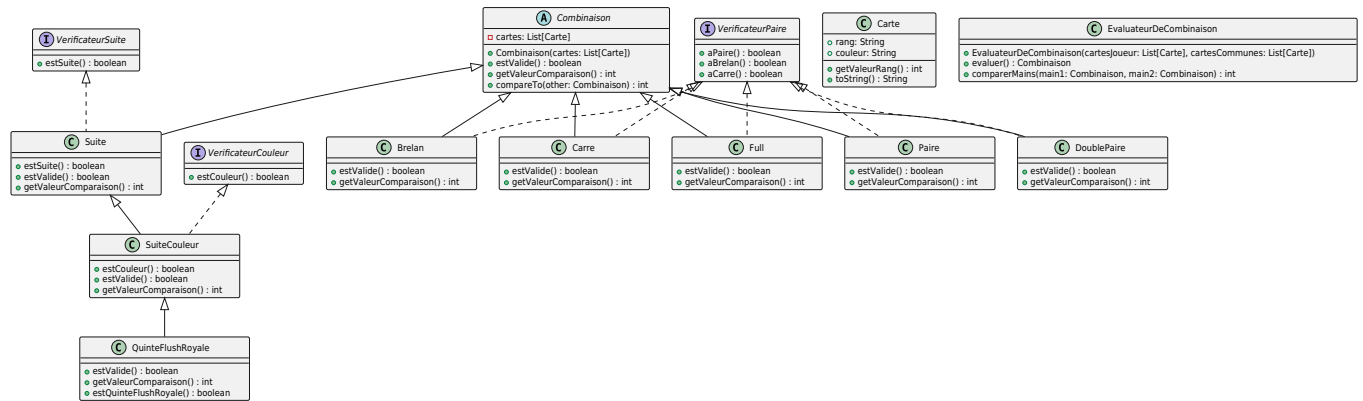 I VerificateurSuite
estSuite() : boolean
A Combinaison
cartes: List[Carte]
Combinaison(cartes: List[Carte])
estValide() : boolean
getValeurComparaison() : int
compareTo(other: Combinaison) : int
I VerificateurPaire
aPaire() : boolean
aBrelan() : boolean
aCarre() : boolean
C Carte
rang: String
couleur: String
getValeurRang() : int
toString() : String
C EvaluateurDeCombinaison
EvaluateurDeCombinaison(cartesJoueur: List[Carte], cartesCommunes: List[Carte])
evaluer() : Combinaison
comparerMains(main1: Combinaison, main2: Combinaison) : int
C Suite
estSuite() : boolean
estValide() : boolean
getValeurComparaison() : int
I VerificateurCouleur
estCouleur() : boolean
C Brelan
estValide() : boolean
getValeurComparaison() : int
C Carre
estValide() : boolean
getValeurComparaison() : int
C Full
estValide() : boolean
getValeurComparaison() : int
C Paire
estValide() : boolean
getValeurComparaison() : int
C DoublePaire
estValide() : boolean
getValeurComparaison() : int
C SuiteCouleur
estCouleur() : boolean
estValide() : boolean
getValeurComparaison() : int
C QuinteFlushRoyale
estValide() : boolean
getValeurComparaison() : int
estQuinteFlushRoyale() : boolean